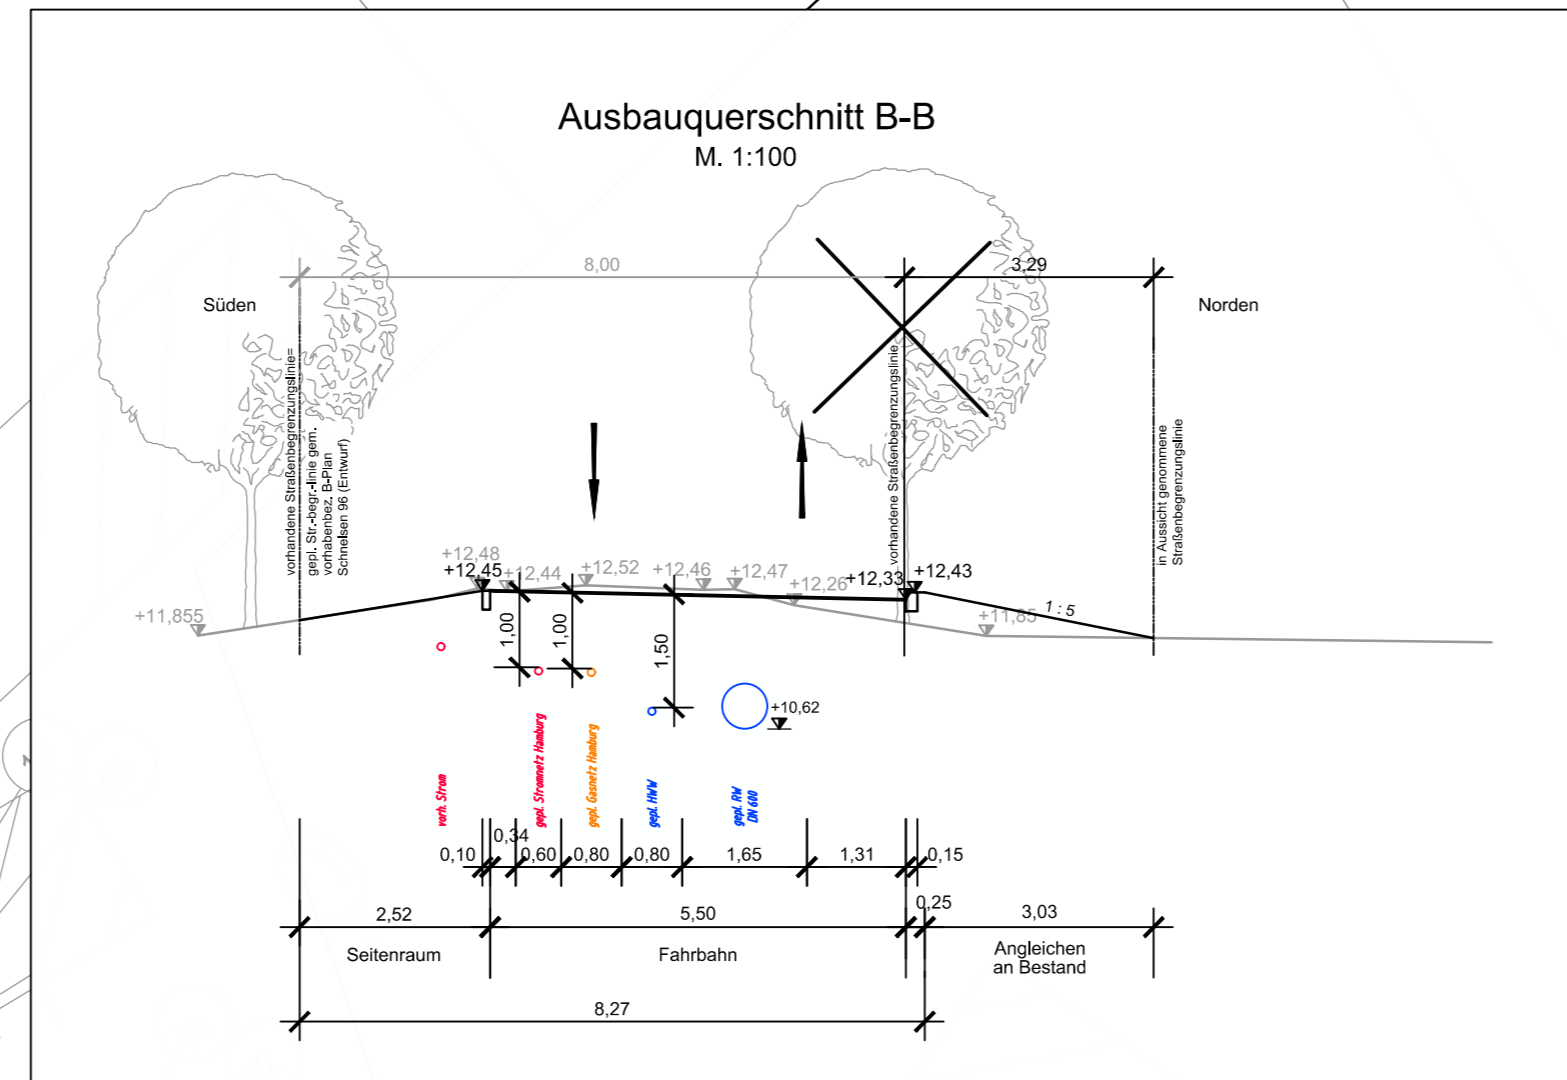 Ausbauquerschnitt B-B
M. 1:100
8,00
3,29
Süden
Norden
vorhandene Straßenbegrenzungslinie=
gepl. Str.-begr.-linie gem.
vorhabenbez. B-Plan
Schnelsen 96 (Entwurf)
vorhandene Straßenbegrenzungslinie
in Aussicht genommene
Straßenbegrenzungslinie
+12,48
+12,45
+12,44
+12,52
+12,46
+12,47
+12,26
+12,33
+12,43
+11,855
+11,85
1 : 5
1,00
1,00
1,50
+10,62
vorh. Strom
gepl. Stromnetz Hamburg
gepl. Gasnetz Hamburg
gepl. HWW
gepl. RW
DN 600
0,34
0,10
0,60
0,80
0,80
1,65
1,31
0,15
0,25
2,52
5,50
3,03
Seitenraum
Fahrbahn
Angleichen
an Bestand
8,27